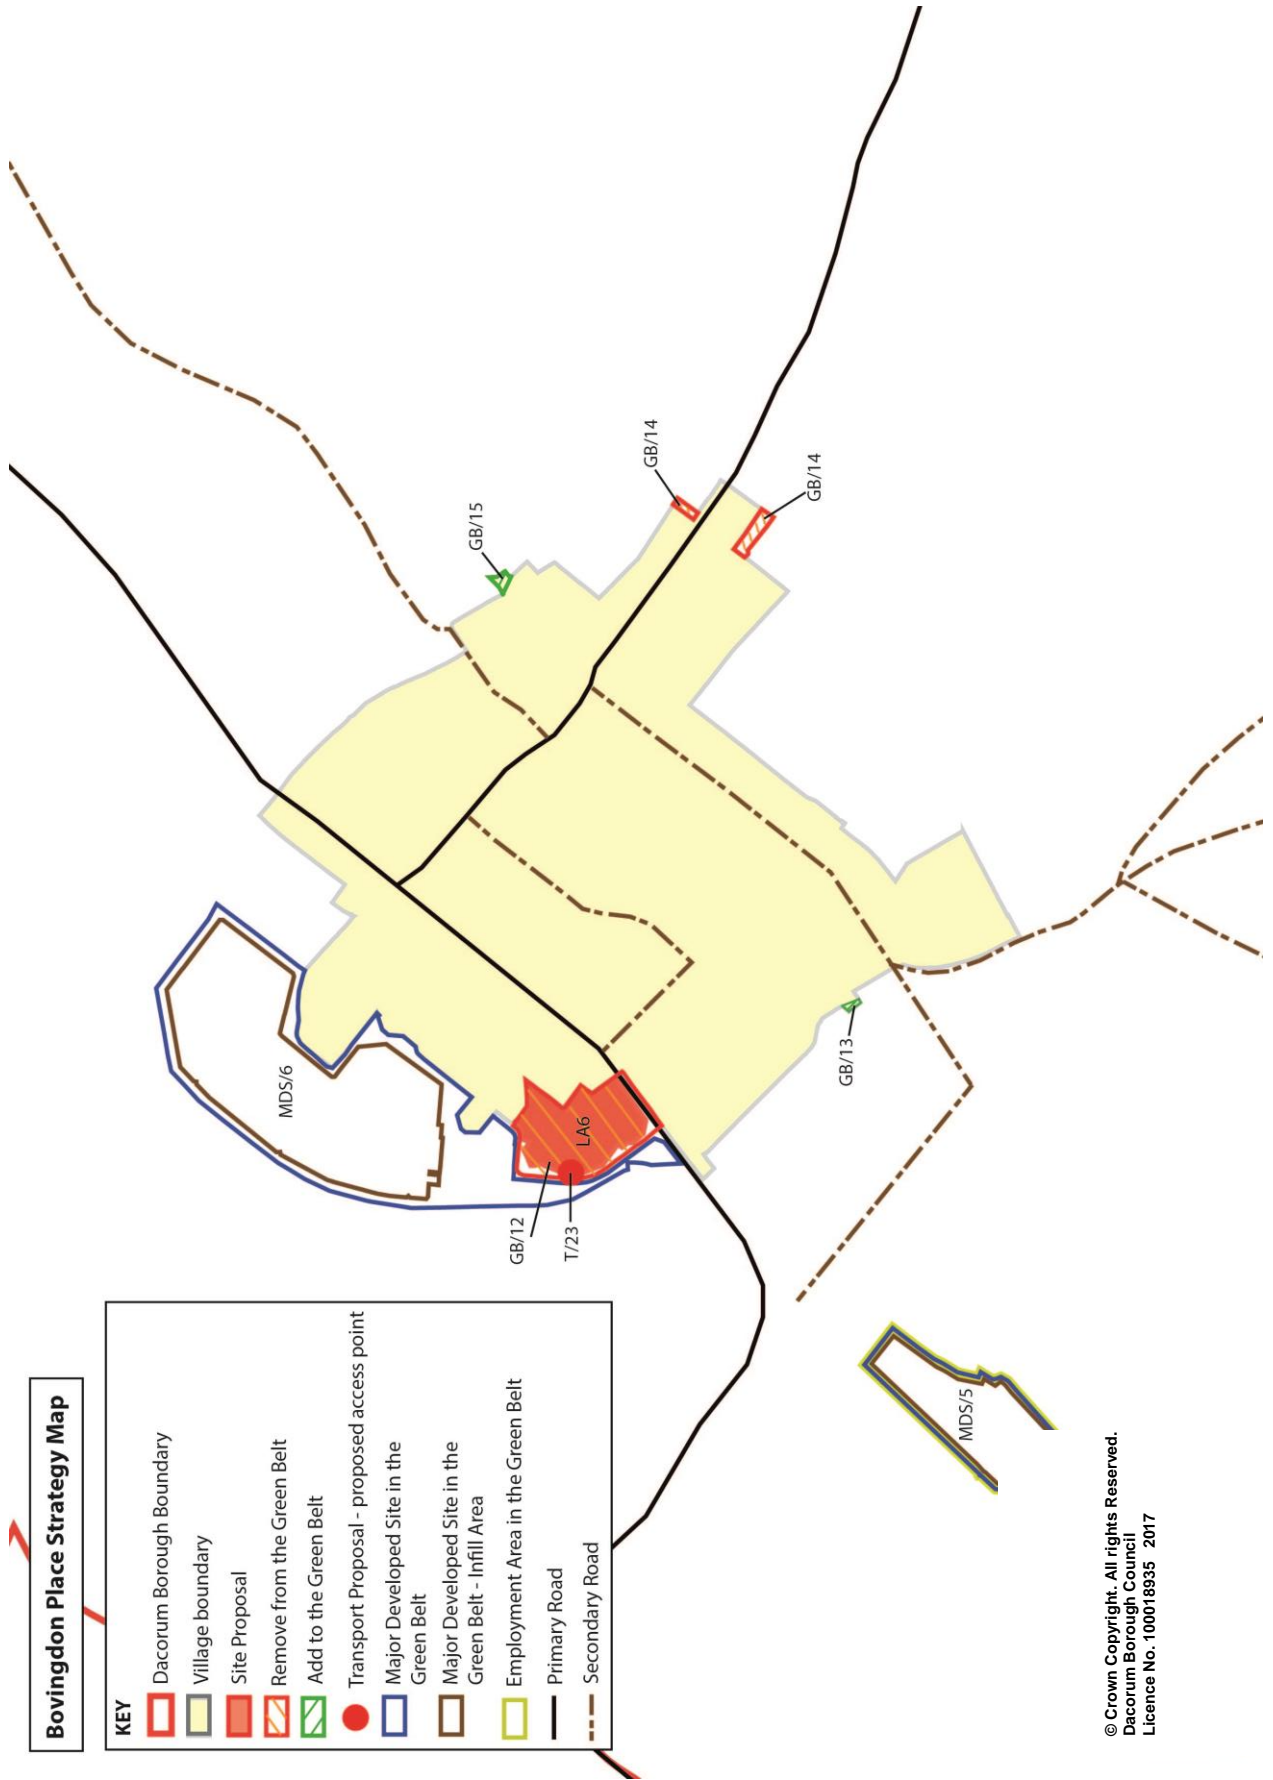 Bovingdon Place Strategy Map
KEY
Dacorum Borough Boundary
Village boundary
Site Proposal
Remove from the Green Belt
Add to the Green Belt
Transport Proposal - proposed access point
Major Developed Site in the
Green Belt
Major Developed Site in the
Green Belt - Infill Area
Employment Area in the Green Belt
Primary Road
Secondary Road
MDS/6
GB/12
T/23
LA6
GB/15
GB/14
GB/14
GB/13
MDS/5
© Crown Copyright. All rights Reserved.
Dacorum Borough Council
Licence No. 100018935 2017